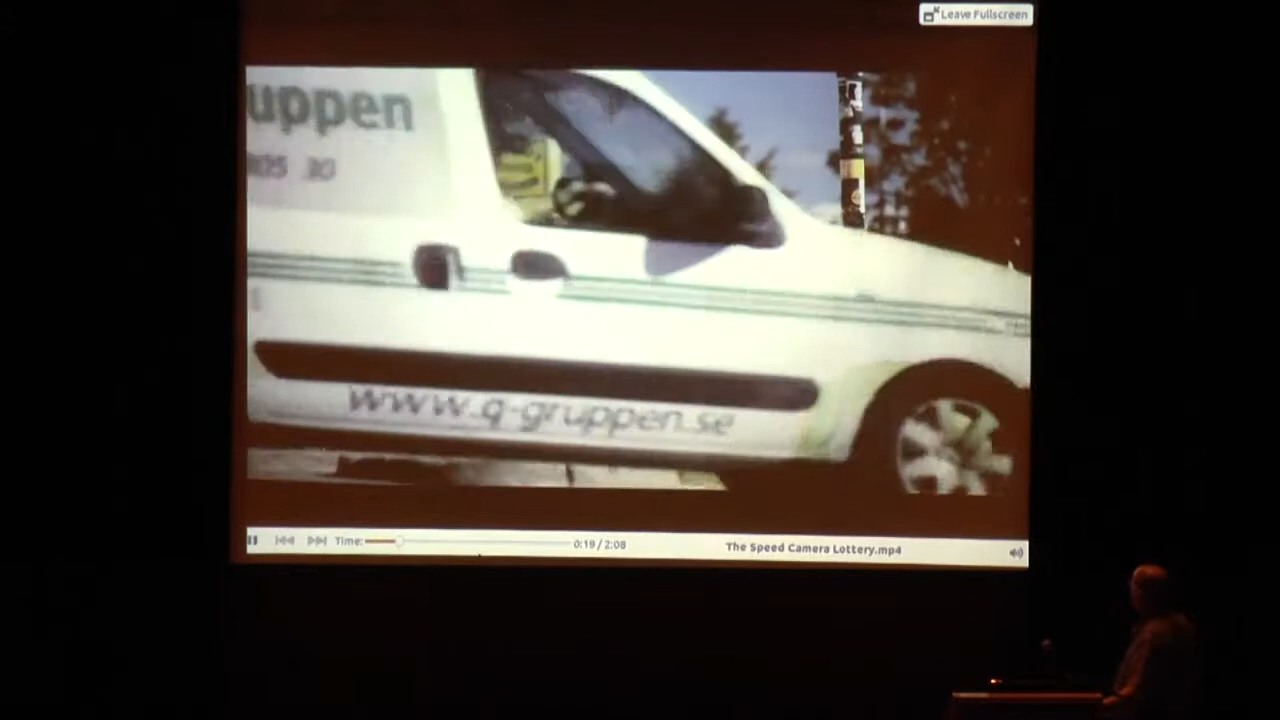 Leave Fullscreen
uppen
www.q-gruppen.se
Time:
0:19 / 2:08
The Speed Camera Lottery.mp4